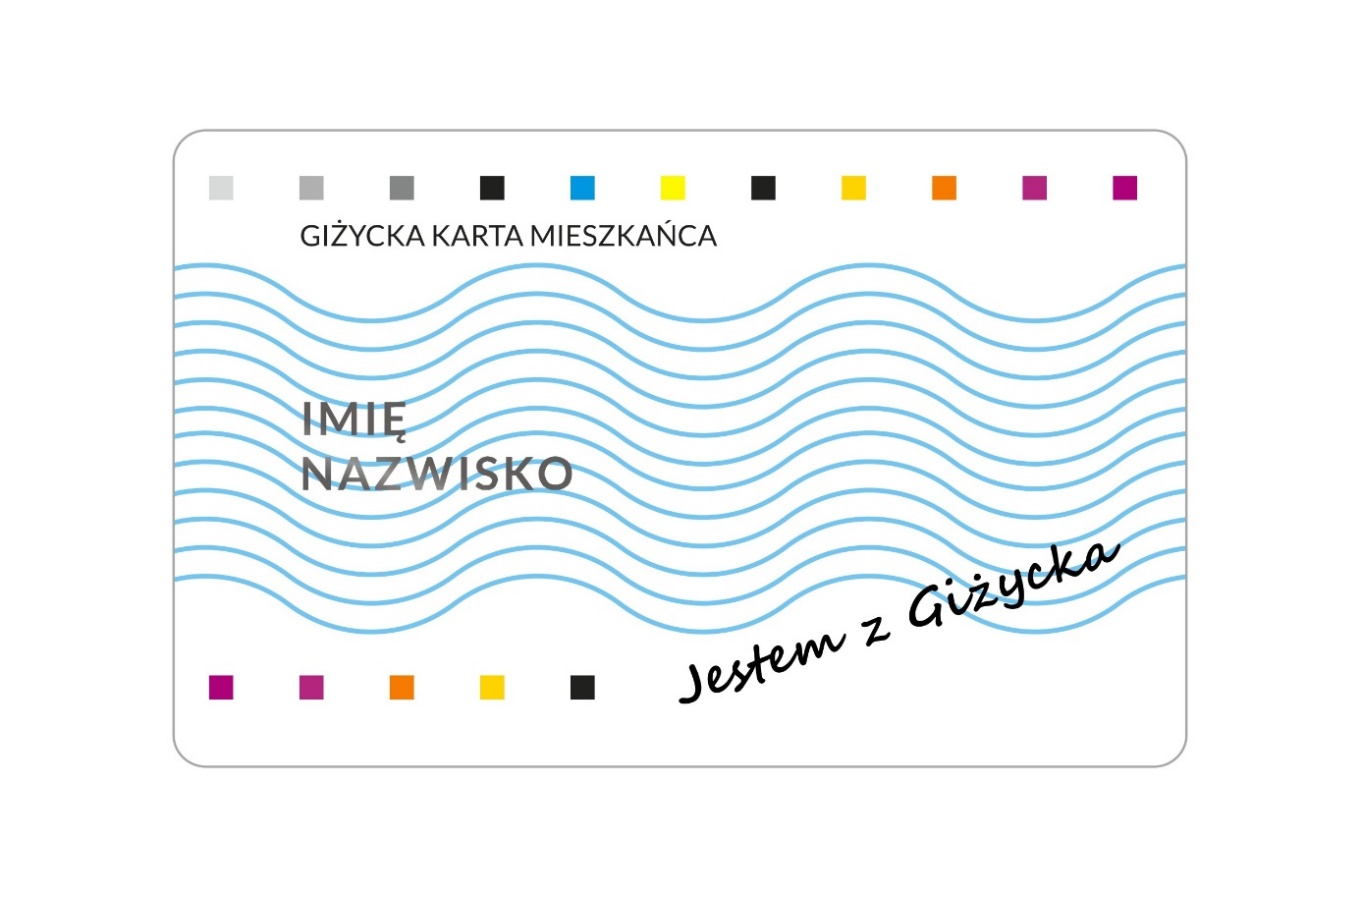 GIŻYCKA KARTA MIESZKAŃCA
IMIĘ
NAZWISKO
Jestem z Giżycka